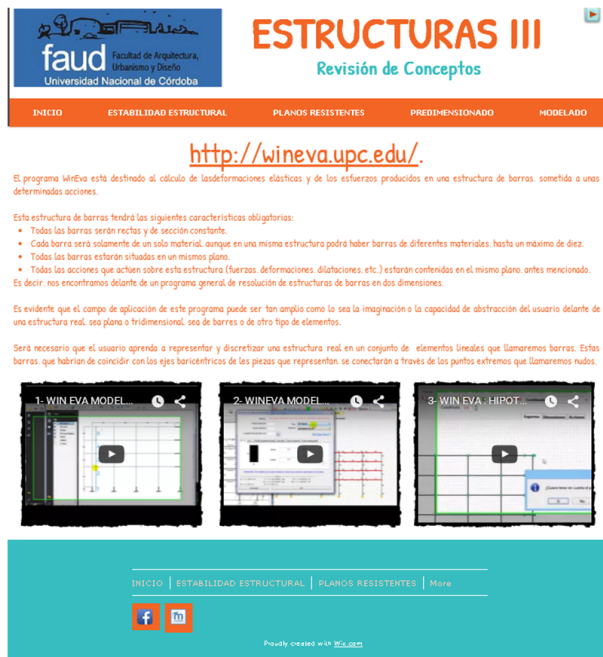 ESTRUCTURAS III
faud
Facultad de Arquitectura,
Urbanismo y Diseño
Universidad Nacional de Córdoba
Revisión de Conceptos
INICIO ESTABILIDAD ESTRUCTURAL PLANOS RESISTENTES PREDIMENSIONADO MODELADO
http://wineva.upc.edu/.
El programa WinEva está destinado al cálculo de lasdeformaciones elásticas y de los esfuerzos producidos en una estructura de barras, sometida a unas
determinadas acciones.
Esta estructura de barras tendrá las siguientes características obligatorias:
• Todas las barras serán rectas y de sección constante.
• Cada barra será solamente de un solo material, aunque en una misma estructura podrá haber barras de diferentes materiales, hasta un máximo de diez.
• Todas las barras estarán situadas en un mismo plano.
• Todas las acciones que actúen sobre esta estructura (fuerzas, deformaciones, dilataciones, etc.) estarán contenidas en el mismo plano, antes mencionado.
Es decir, nos encontramos delante de un programa general de resolución de estructuras de barras en dos dimensiones.
Es evidente que el campo de aplicación de este programa puede ser tan amplio como lo sea la imaginación o la capacidad de abstracción del usuario delante de
una estructura real, sea plana o tridimensional, sea de barres o de otro tipo de elementos.
Será necesario que el usuario aprenda a representar y discretizar una estructura real en un conjunto de elementos lineales que llamaremos barras. Estas
barras, que habrían de coincidir con los ejes baricéntricos de les piezas que representan, se conectarán a través de los puntos extremos que llamaremos nudos.
1- WIN EVA MODEL... 2- WINEVA MODEL... 3- WIN EVA : HIPOT...
INICIO ESTABILIDAD ESTRUCTURAL PLANOS RESISTENTES More
Proudly created with Wix.com